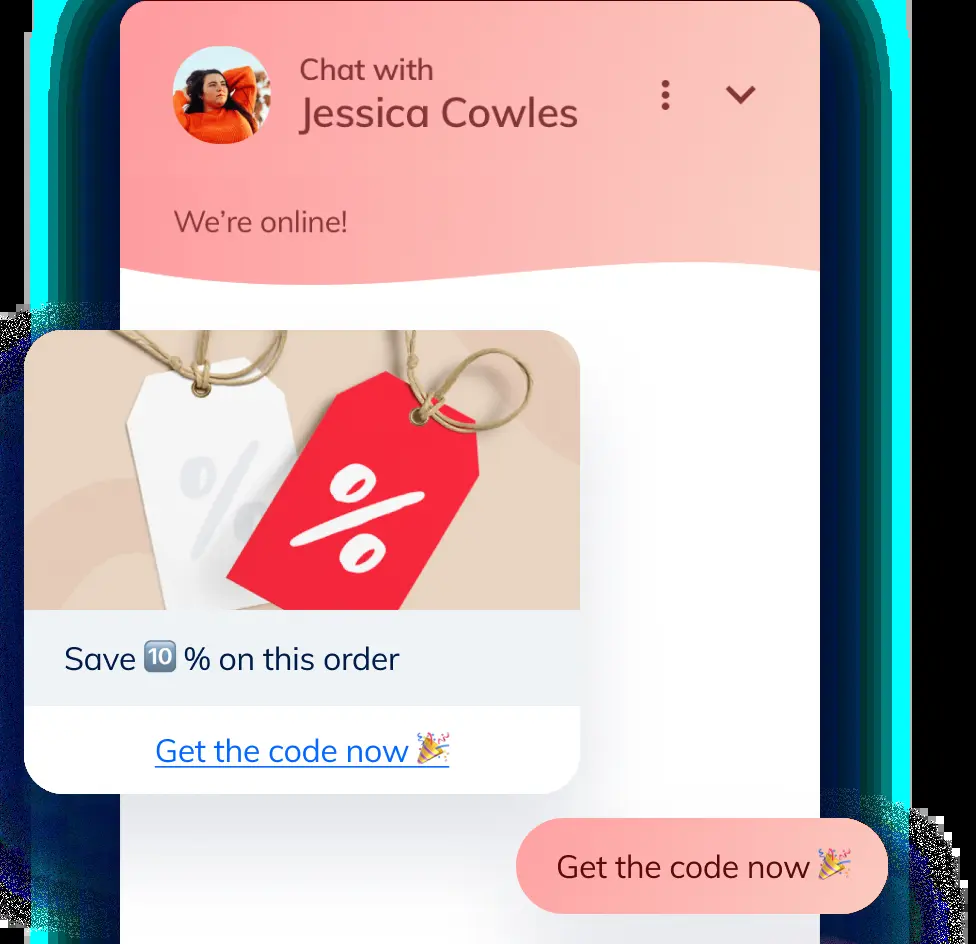 Chat with
Jessica Cowles
We're online!
%
%
Save 🔟 % on this order
Get the code now 🎉
Get the code now 🎉